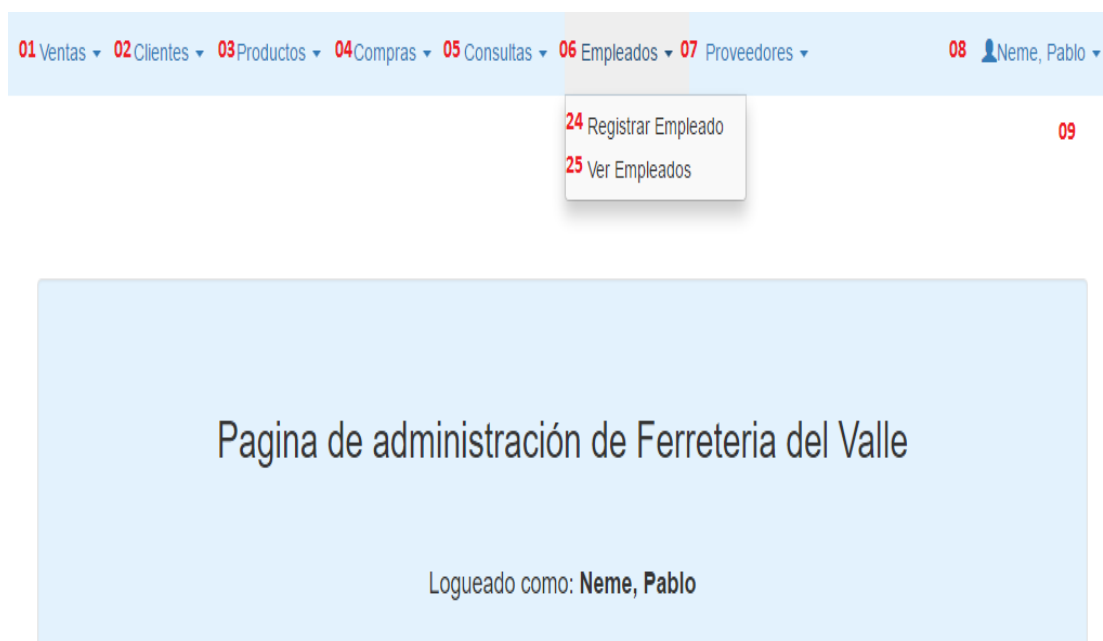 01 Ventas 02 Clientes 03 Productos 04 Compras 05 Consultas 06 Empleados 07 Proveedores 08 Neme, Pablo
24 Registrar Empleado
09
25 Ver Empleados
Pagina de administración de Ferreteria del Valle
Logueado como: Neme, Pablo